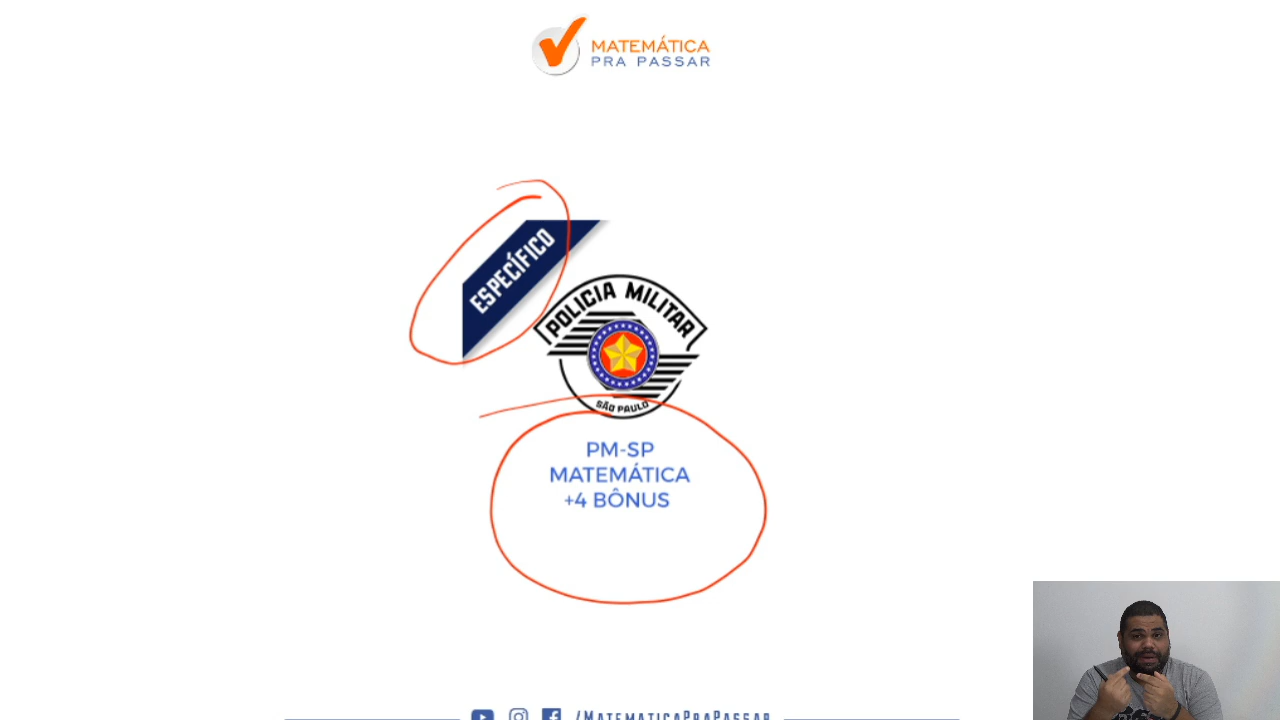 MATEMÁTICA
PRA PASSAR
ESPECÍFICO
POLICIA MILITAR
SÃO PAULO
PM-SP
MATEMÁTICA
+4 BÔNUS
/MATEMATICAPRAPASSAR